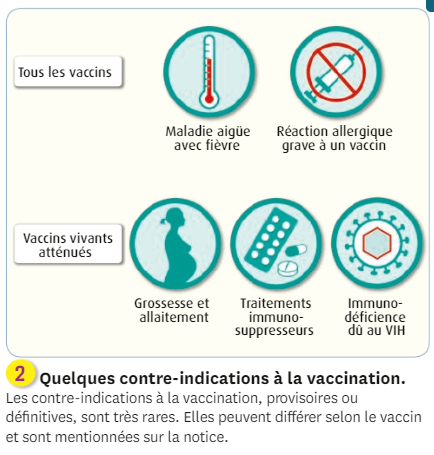 Tous les vaccins
Maladie aigüe
avec fièvre
Réaction allergique
grave à un vaccin
Vaccins vivants
atténués
Grossesse et
allaitement
Traitements
immuno-
suppresseurs
Immuno-
déficience
dû au VIH
2 Quelques contre-indications à la vaccination.
Les contre-indications à la vaccination, provisoires ou
définitives, sont très rares. Elles peuvent différer selon le vaccin
et sont mentionnées sur la notice.